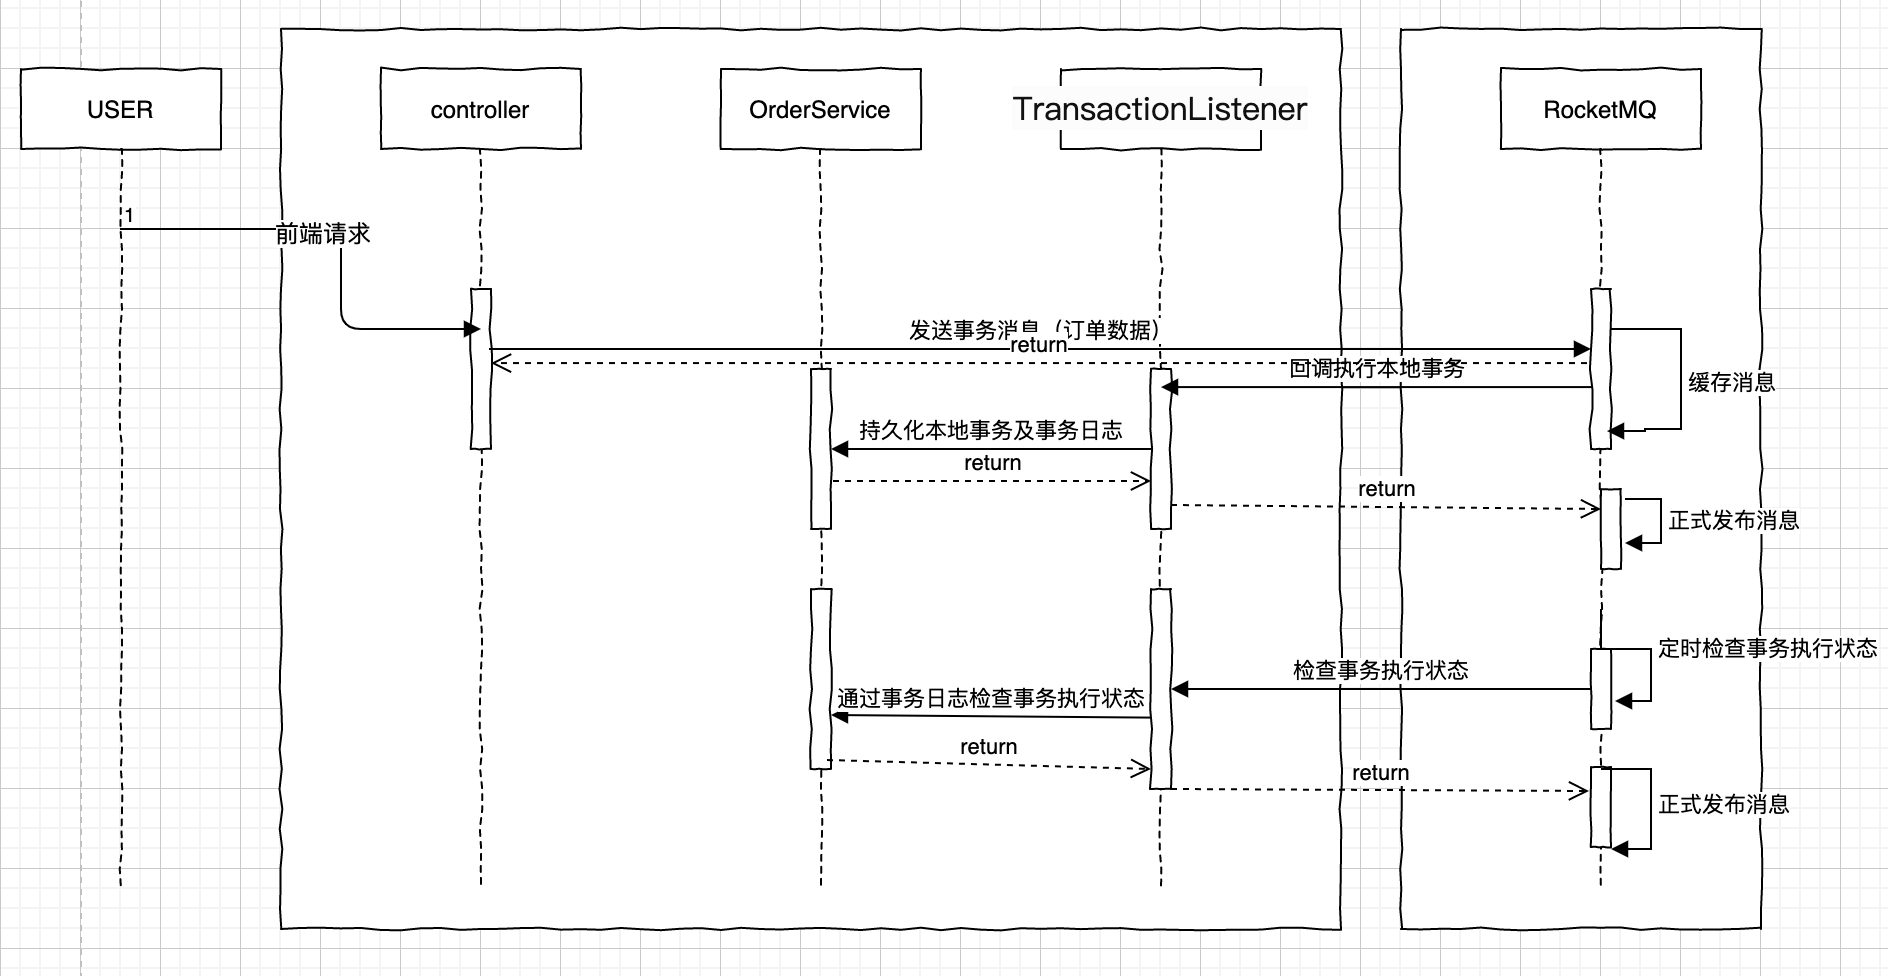 USER
controller
OrderService
TransactionListener
RocketMQ
1
前端请求
发送事务消息（订单数据）
return
回调执行本地事务
缓存消息
持久化本地事务及事务日志
return
return
正式发布消息
定时检查事务执行状态
检查事务执行状态
通过事务日志检查事务执行状态
return
return
正式发布消息